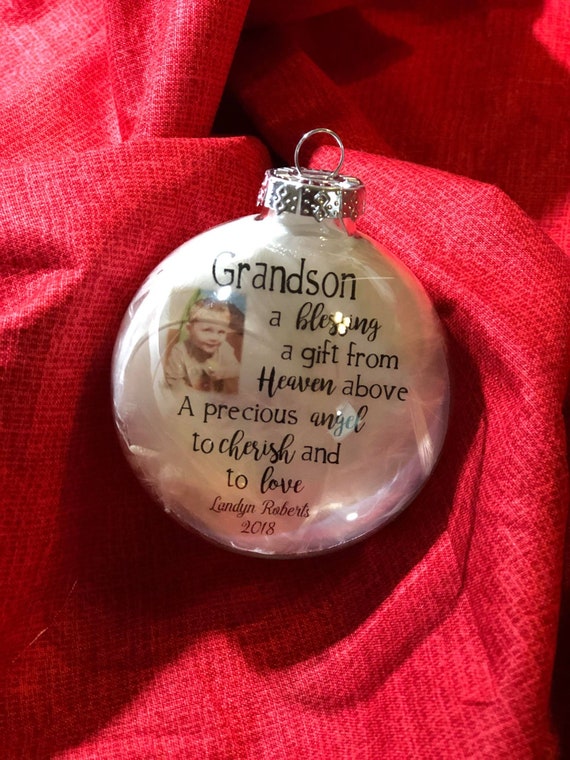 Grandson
a blessing
a gift from
Heaven above
A precious angel
to cherish and
to love
Landyn Roberts
2018